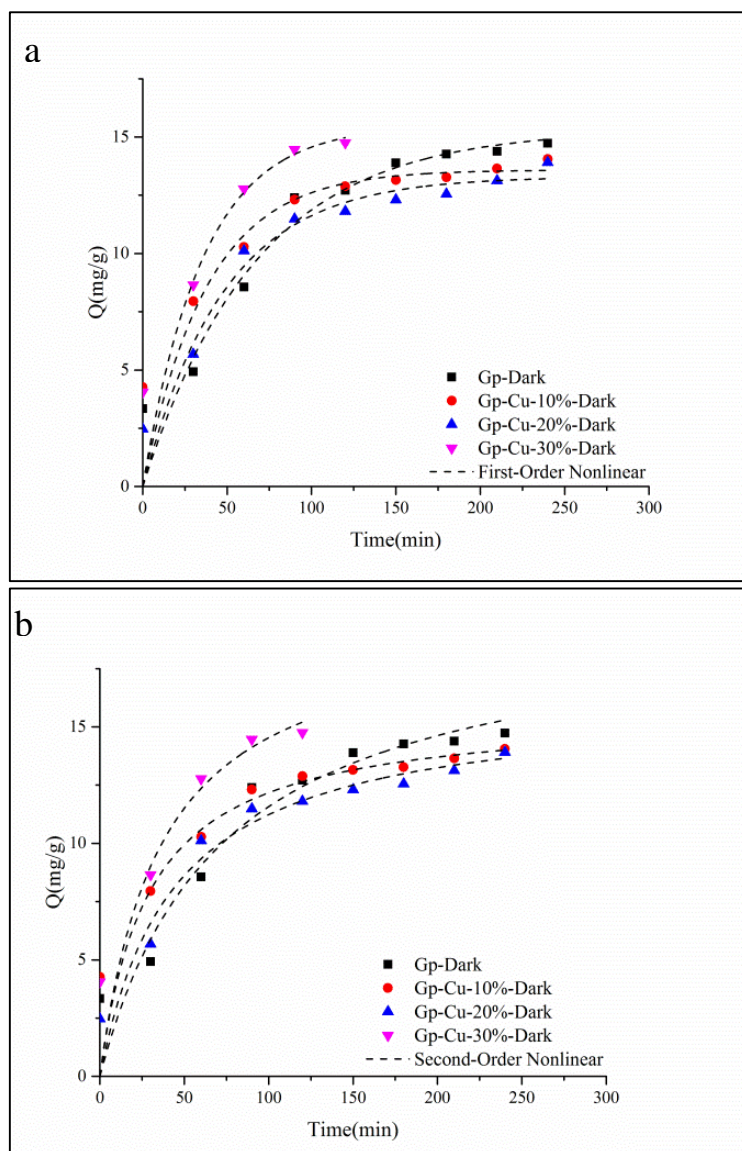 a
15
10
5
0
Q(mg/g)
Gp-Dark
Gp-Cu-10%-Dark
Gp-Cu-20%-Dark
Gp-Cu-30%-Dark
First-Order Nonlinear
0 50 100 150 200 250 300
Time(min)
b
15
10
5
0
Q(mg/g)
Gp-Dark
Gp-Cu-10%-Dark
Gp-Cu-20%-Dark
Gp-Cu-30%-Dark
Second-Order Nonlinear
0 50 100 150 200 250 300
Time(min)